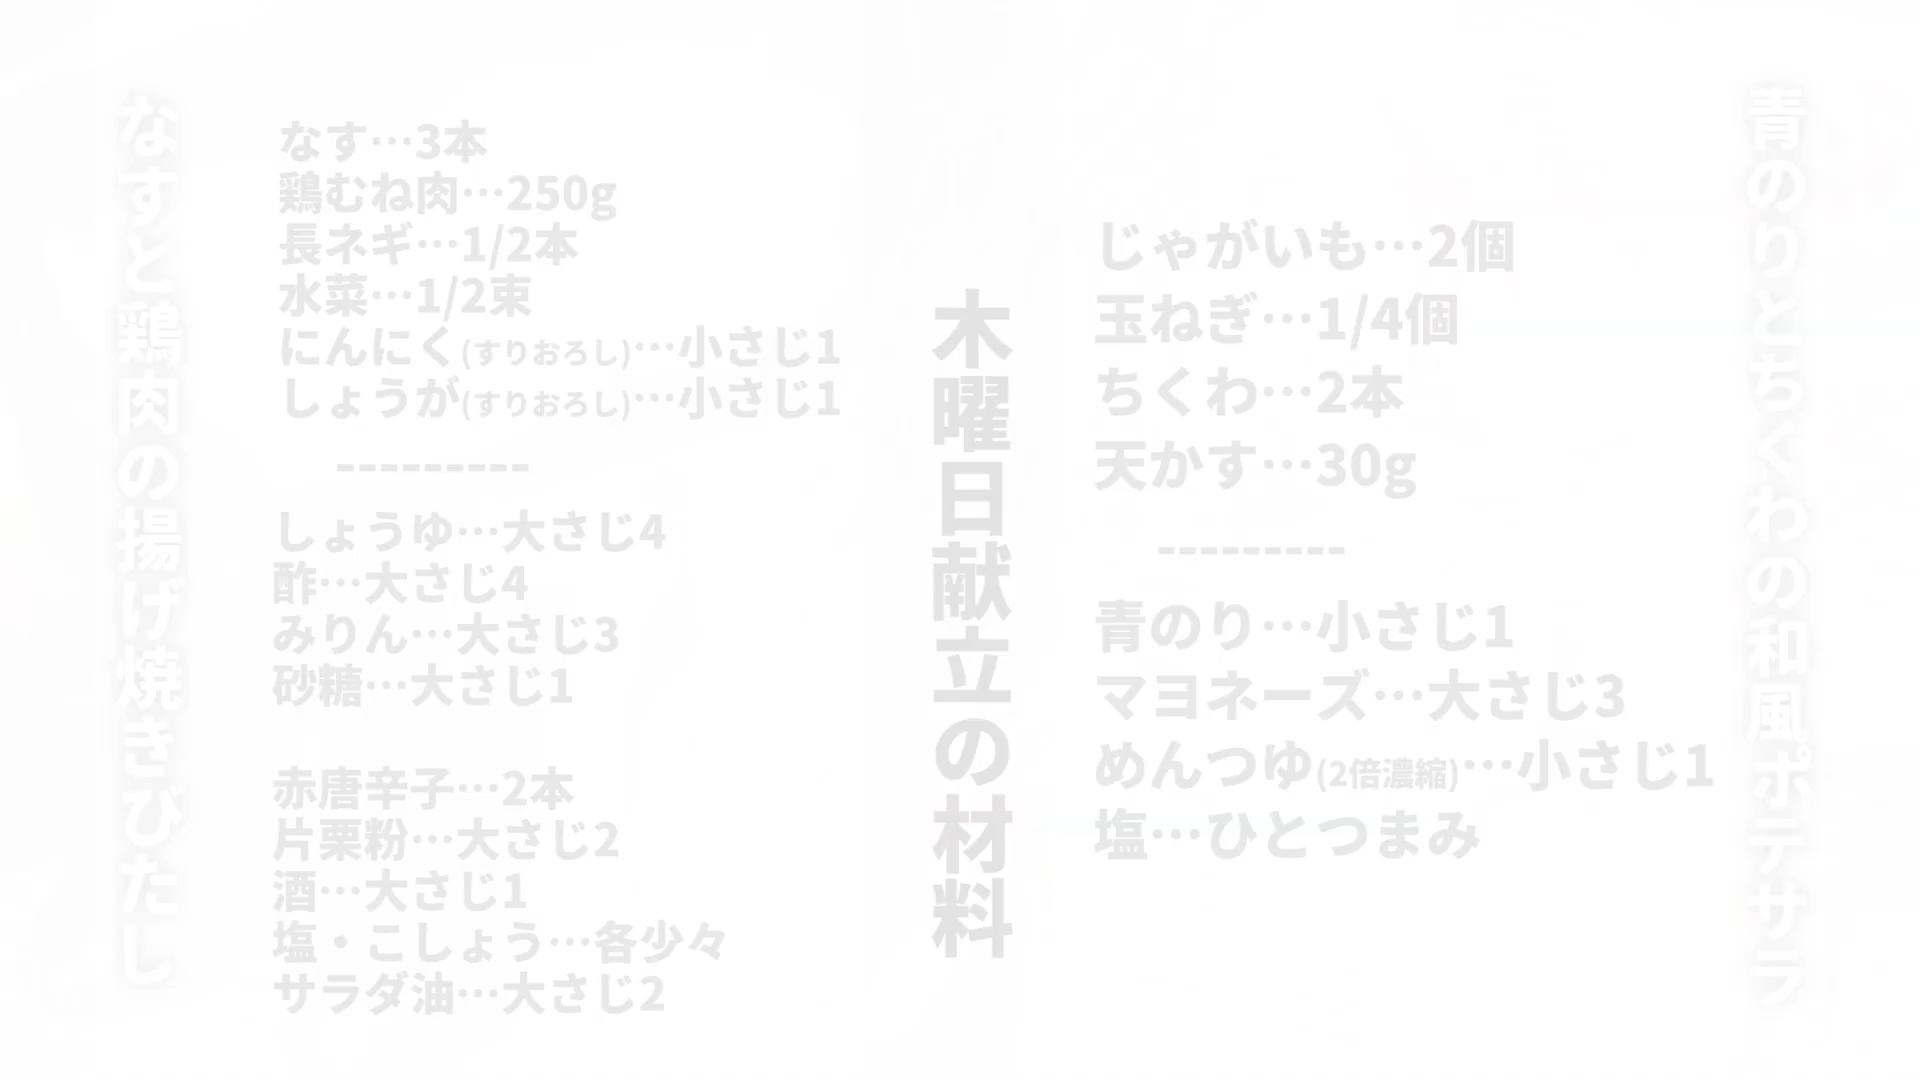 なすと鶏肉の揚げ焼きびたし
なす…3本
鶏むね肉…250g
長ネギ…1/2本
水菜…1/2束
にんにく(すりおろし)…小さじ1
しょうが(すりおろし)…小さじ1
---------
しょうゆ…大さじ4
酢…大さじ4
みりん…大さじ3
砂糖…大さじ1
赤唐辛子…2本
片栗粉…大さじ2
酒…大さじ1
塩・こしょう…各少々
サラダ油…大さじ2
木曜日献立の材料
じゃがいも…2個
玉ねぎ…1/4個
ちくわ…2本
天かす…30g
---------
青のり…小さじ1
マヨネーズ…大さじ3
めんつゆ(2倍濃縮)…小さじ1
塩…ひとつまみ
青のりとちくわの和風ポテサラ